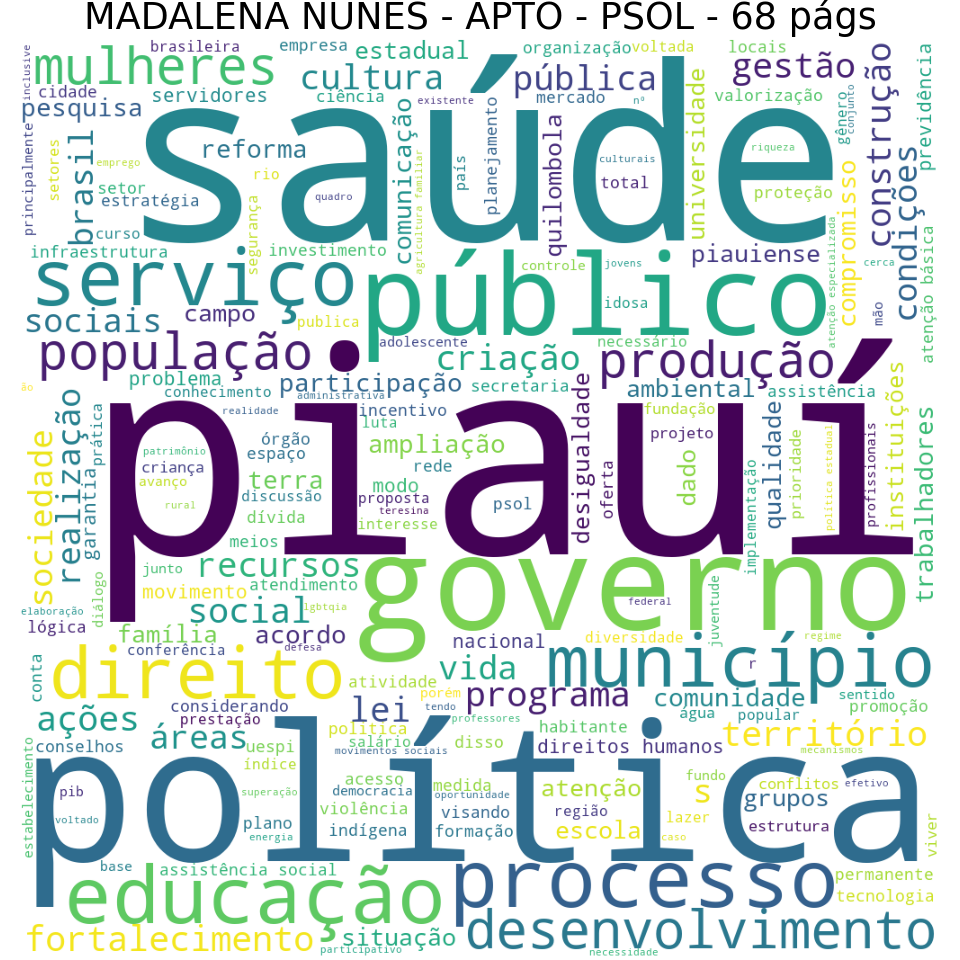 MADALENA NUNES - APTO - PSOL - 68 págs
inclusive
brasileira
empresa
estadual
organização
voltada
locais
mulheres
cultura
pública
gestão
construção
cidade
servidores
ciência
existente
mercado
nº
valorização
gênero
conjunto
previdência
pesquisa
saúde
principalmente
setores
brasil
reforma
comunicação
país
planejamento
quilombola
culturais
universidade
riqueza
emprego
setor
estratégia
quadro
agricultura familiar
total
proteção
compromisso
condições
curso
segurança
rio
infraestrutura
investimento
piauiense
atenção especializada
atenção básica
serviço
público
controle
jovens
cerca
idosa
mão
sociais
campo
publica
necessário
população
adolescente
criação
produção
ão
problema
conhecimento
participação
administrativa
secretaria
ambiental
assistência
piauí
realização
prática
realidade
incentivo
luta
desigualdade
fundação
qualidade
prioridade
política estadual
profissionais
instituições
trabalhadores
sociedade
garantia
patrimônio
criança
avanço
rural
órgão
espaço
ampliação
projeto
terra
discussão
rede
modo
proposta
teresina
psol
oferta
dado
dívida
interesse
implementação
meios
junto
recursos
governo
atendimento
movimento
diálogo
elaboração
lógica
social
lgbtqia
federal
juventude
família
acordo
defesa
nacional
diversidade
regime
conferência
município
conta
direito
atividade
vida
r
programa
comunidade
sentido
promoção
considerando
porém
tendo
água
popular
ações
prestação
lei
professores
habitante
território
áreas
política
salário
disso
direitos humanos
mecanismos
conselhos
uespi
movimentos sociais
política
índice
estabelecimento
acesso
medida
atenção
fundo
conflitos
efetivo
pib
superação
democracia
oportunidade
s
grupos
violência
visando
região
lazer
voltado
plano
energia
indígena
formação
escola
caso
estrutura
viver
base
assistência social
processo
permanente
educação
tecnologia
fortalecimento
situação
desenvolvimento
participativo
necessidade